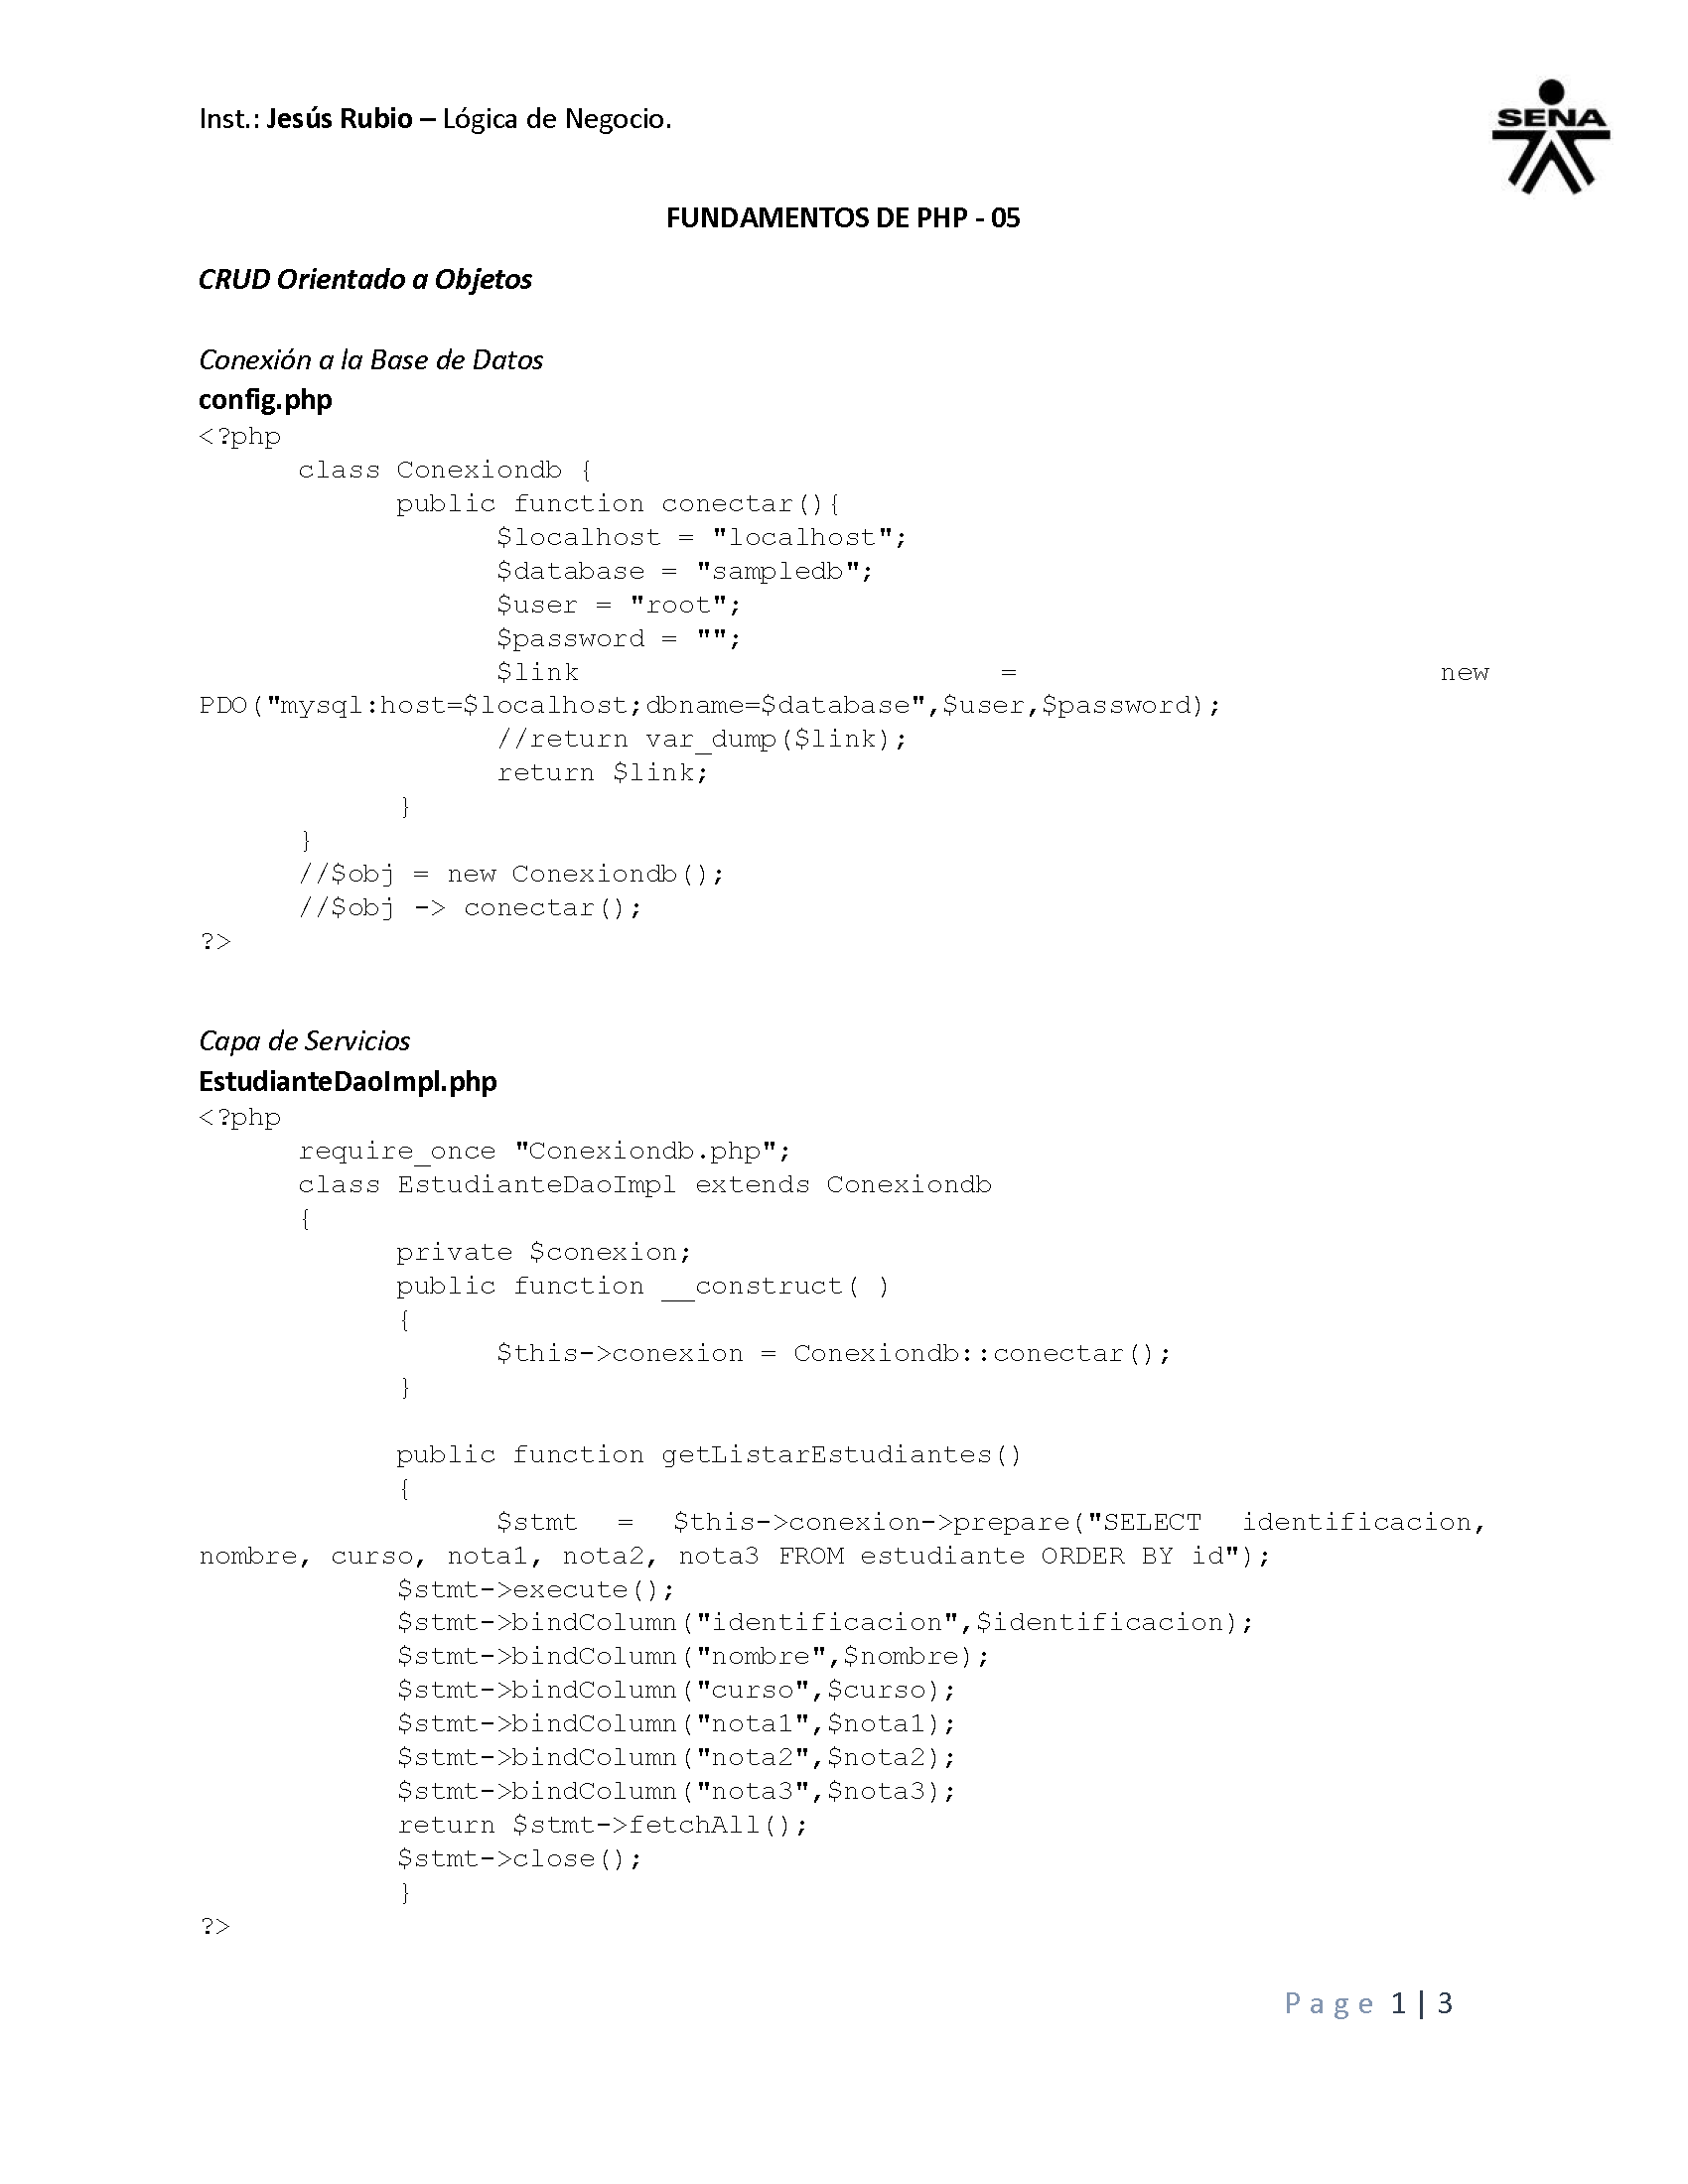 Inst.: Jesús Rubio – Lógica de Negocio.
SENA
FUNDAMENTOS DE PHP - 05
CRUD Orientado a Objetos
Conexión a la Base de Datos
config.php
<?php
class Conexiondb {
public function conectar(){
$localhost = "localhost";
$database = "sampledb";
$user = "root";
$password = "";
$link = new
PDO("mysql:host=$localhost;dbname=$database",$user,$password);
//return var_dump($link);
return $link;
}
}
//$obj = new Conexiondb();
//$obj -> conectar();
?>
Capa de Servicios
EstudianteDaoImpl.php
<?php
require_once "Conexiondb.php";
class EstudianteDaoImpl extends Conexiondb
{
private $conexion;
public function __construct( )
{
$this->conexion = Conexiondb::conectar();
}
public function getListarEstudiantes()
{
$stmt = $this->conexion->prepare("SELECT identificacion,
nombre, curso, nota1, nota2, nota3 FROM estudiante ORDER BY id");
$stmt->execute();
$stmt->bindColumn("identificacion",$identificacion);
$stmt->bindColumn("nombre",$nombre);
$stmt->bindColumn("curso",$curso);
$stmt->bindColumn("nota1",$nota1);
$stmt->bindColumn("nota2",$nota2);
$stmt->bindColumn("nota3",$nota3);
return $stmt->fetchAll();
$stmt->close();
}
?>
Page 1 | 3